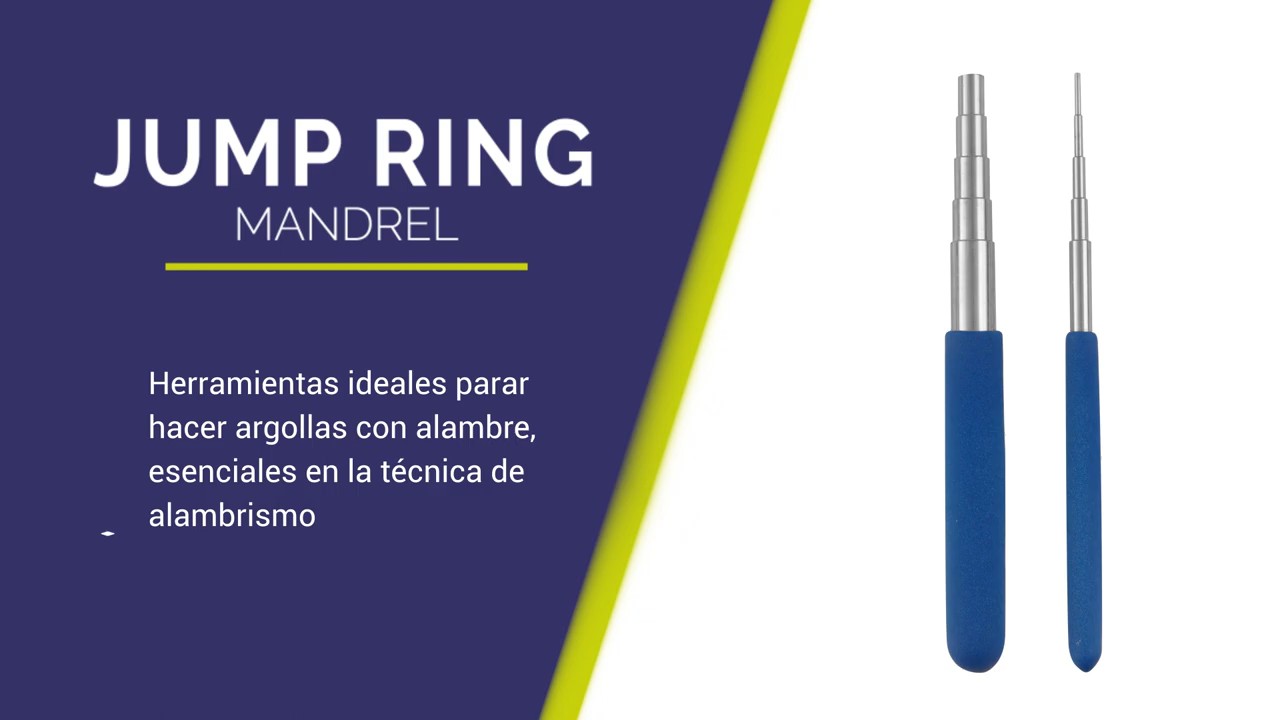 JUMP RING
MANDREL
Herramientas ideales parar
hacer argollas con alambre,
esenciales en la técnica de
alambrismo